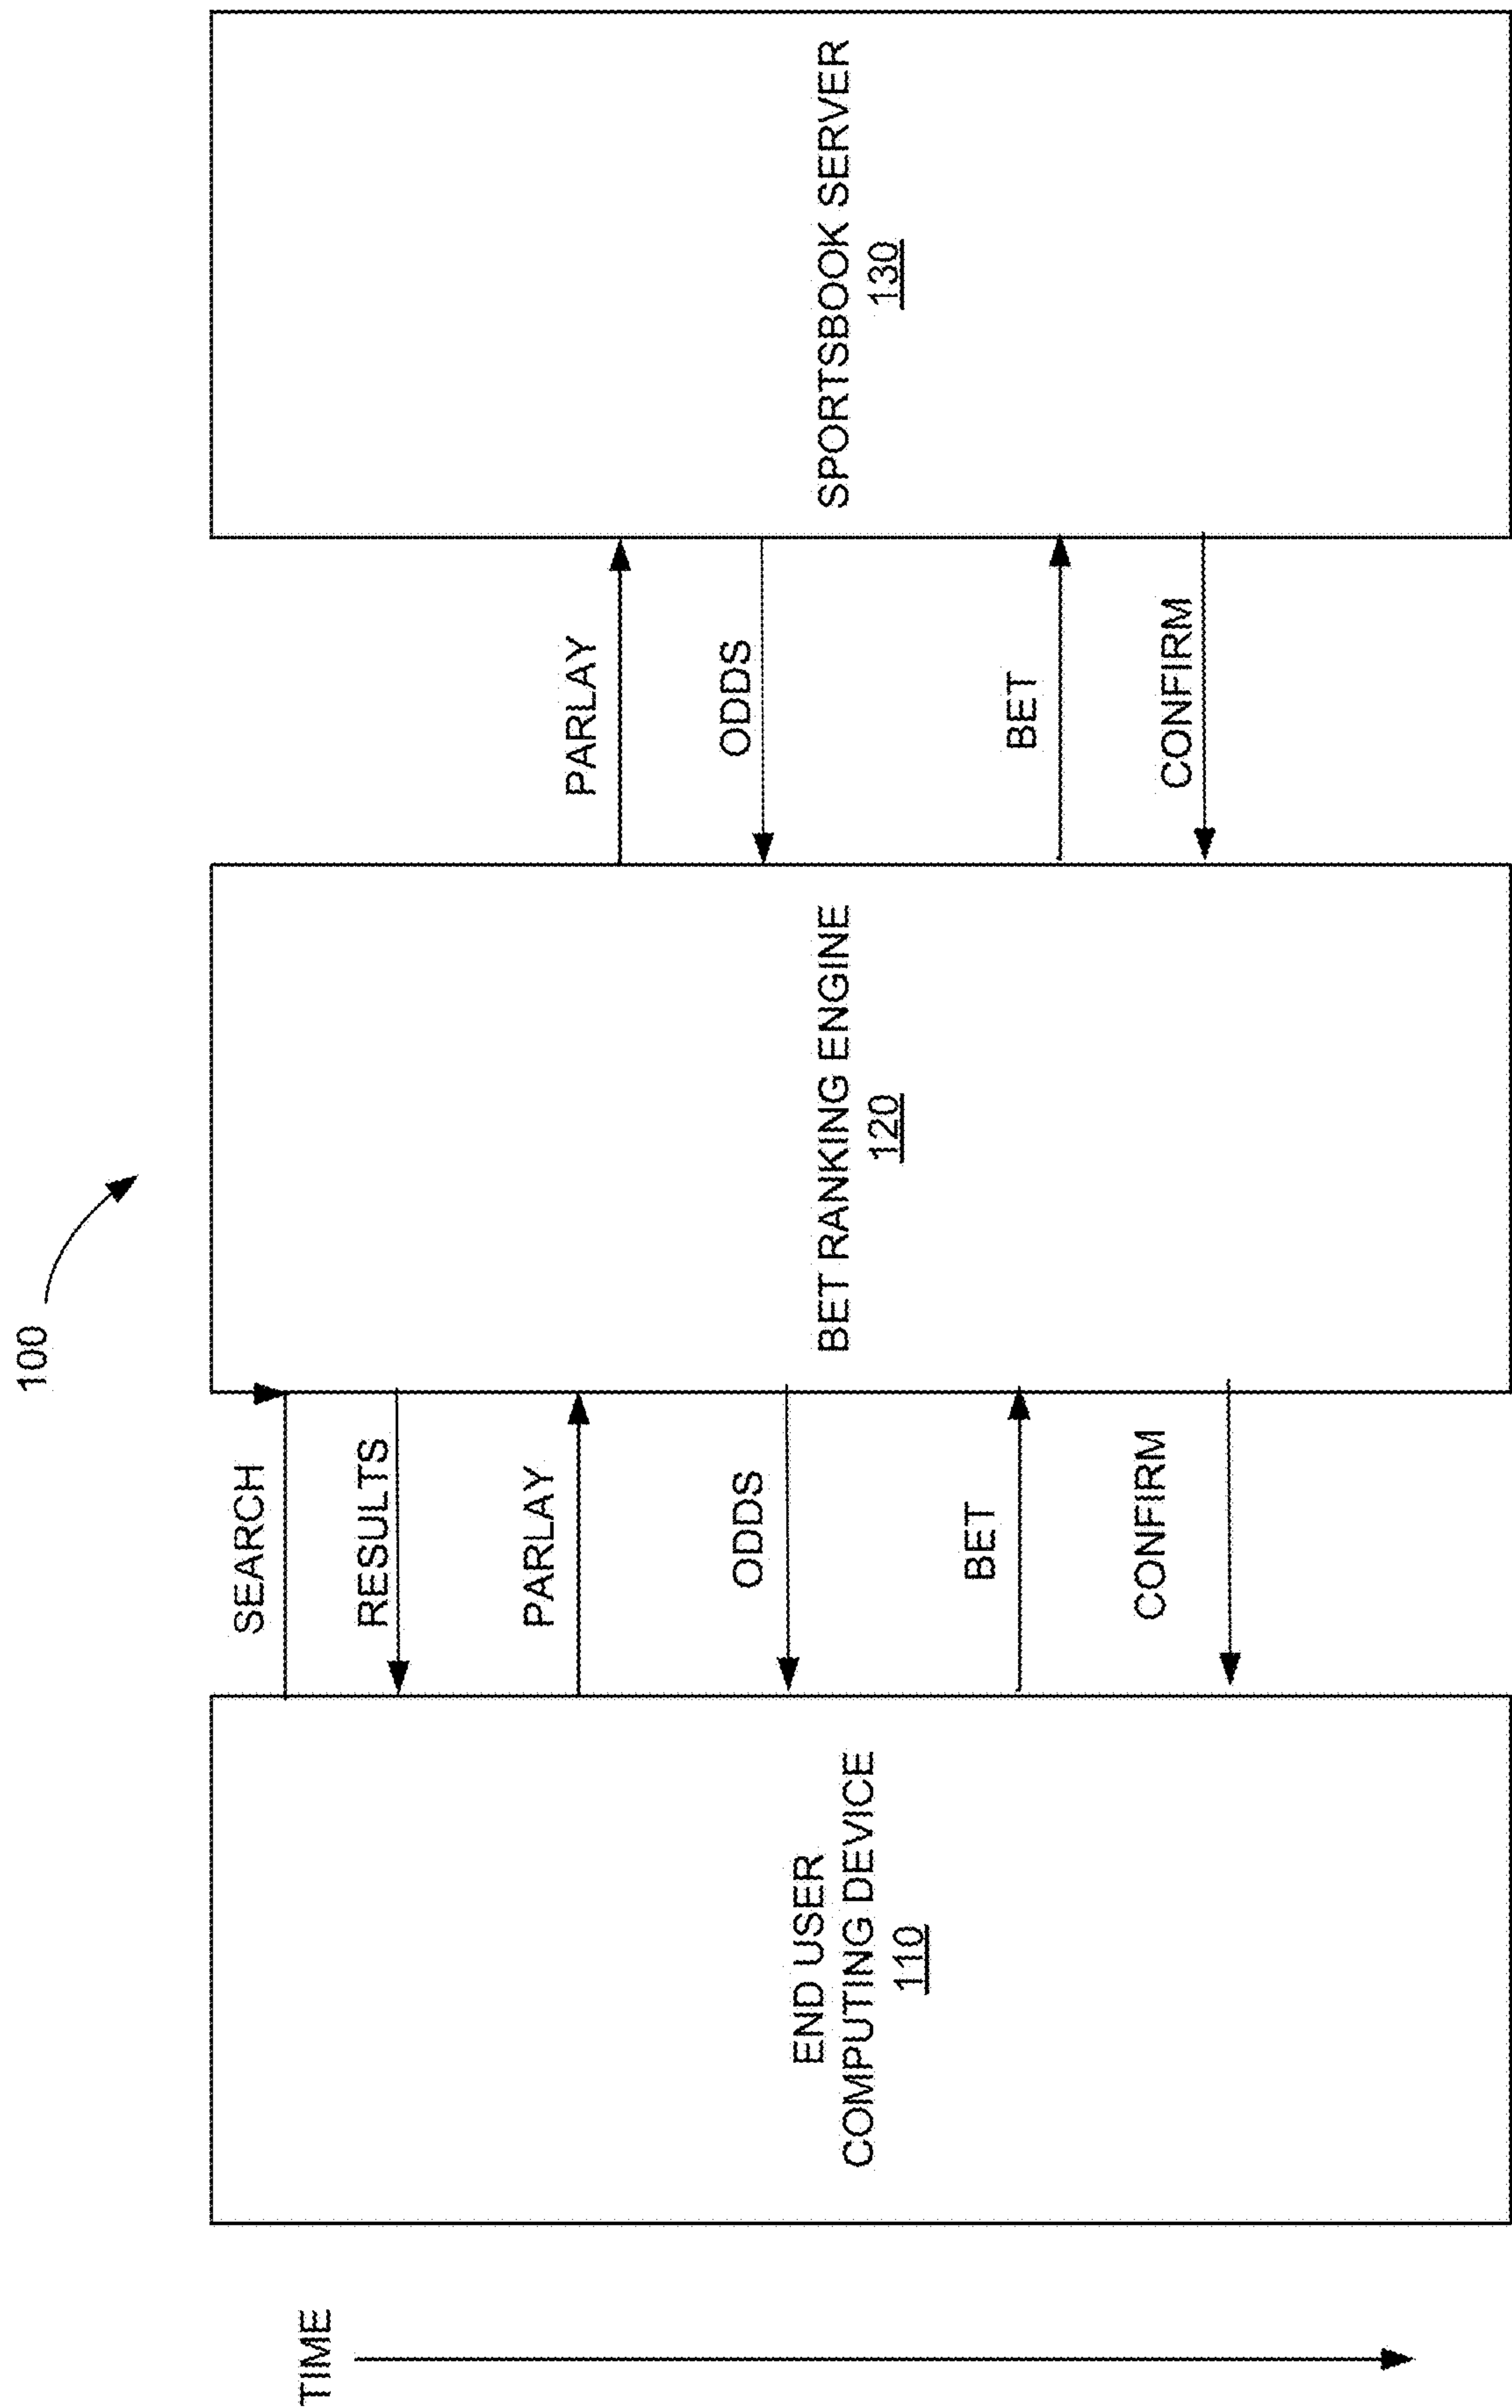 100
TIME
END USER
COMPUTING DEVICE
110
SEARCH
RESULTS
PARLAY
ODDS
BET
CONFIRM
BET RANKING ENGINE
120
PARLAY
ODDS
BET
CONFIRM
SPORTSBOOK SERVER
130